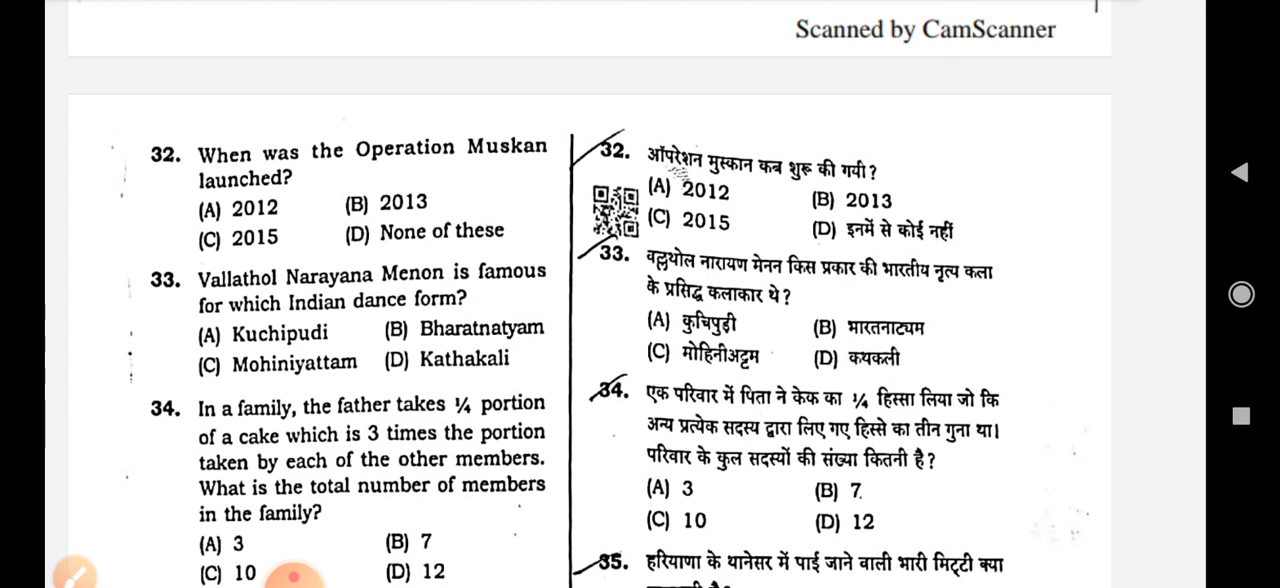 Scanned by CamScanner
32. When was the Operation Muskan
launched?
(A) 2012 (B) 2013
(C) 2015 (D) None of these
33. Vallathol Narayana Menon is famous
for which Indian dance form?
(A) Kuchipudi (B) Bharatnatyam
(C) Mohiniyattam (D) Kathakali
34. In a family, the father takes ¼ portion
of a cake which is 3 times the portion
taken by each of the other members.
What is the total number of members
in the family?
(A) 3 (B) 7
(C) 10 (D) 12
32. ऑपरेशन मुस्कान कब शुरू की गयी?
(A) 2012 (B) 2013
(C) 2015 (D) इनमें से कोई नहीं
33. वल्लथोल नारायण मेनन किस प्रकार की भारतीय नृत्य कला
के प्रसिद्ध कलाकार थे?
(A) कुचिपुड़ी (B) भारतनाट्यम
(C) मोहिनीअट्टम (D) कथकली
34. एक परिवार में पिता ने केक का ¼ हिस्सा लिया जो कि
अन्य प्रत्येक सदस्य द्वारा लिए गए हिस्से का तीन गुना था।
परिवार के कुल सदस्यों की संख्या कितनी है?
(A) 3 (B) 7
(C) 10 (D) 12
35. हरियाणा के थानेसर में पाई जाने वाली भारी मिट्टी क्या